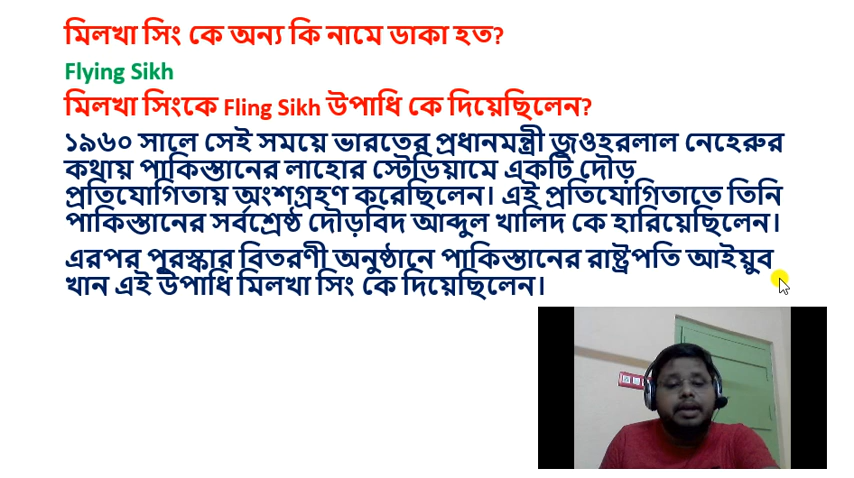 মিলখা সিং কে অন্য কি নামে ডাকা হত?
Flying Sikh
মিলখা সিংকে Fling Sikh উপাধি কে দিয়েছিলেন?
১৯৬০ সালে সেই সময়ে ভারতের প্রধানমন্ত্রী জওহরলাল নেহেরুর
কথায় পাকিস্তানের লাহোর স্টেডিয়ামে একটি দৌড়
প্রতিযোগিতায় অংশগ্রহণ করেছিলেন। এই প্রতিযোগিতাতে তিনি
পাকিস্তানের সর্বশ্রেষ্ঠ দৌড়বিদ আব্দুল খালিদ কে হারিয়েছিলেন।
এরপর পুরস্কার বিতরণী অনুষ্ঠানে পাকিস্তানের রাষ্ট্রপতি আইয়ুব
খান এই উপাধি মিলখা সিং কে দিয়েছিলেন।